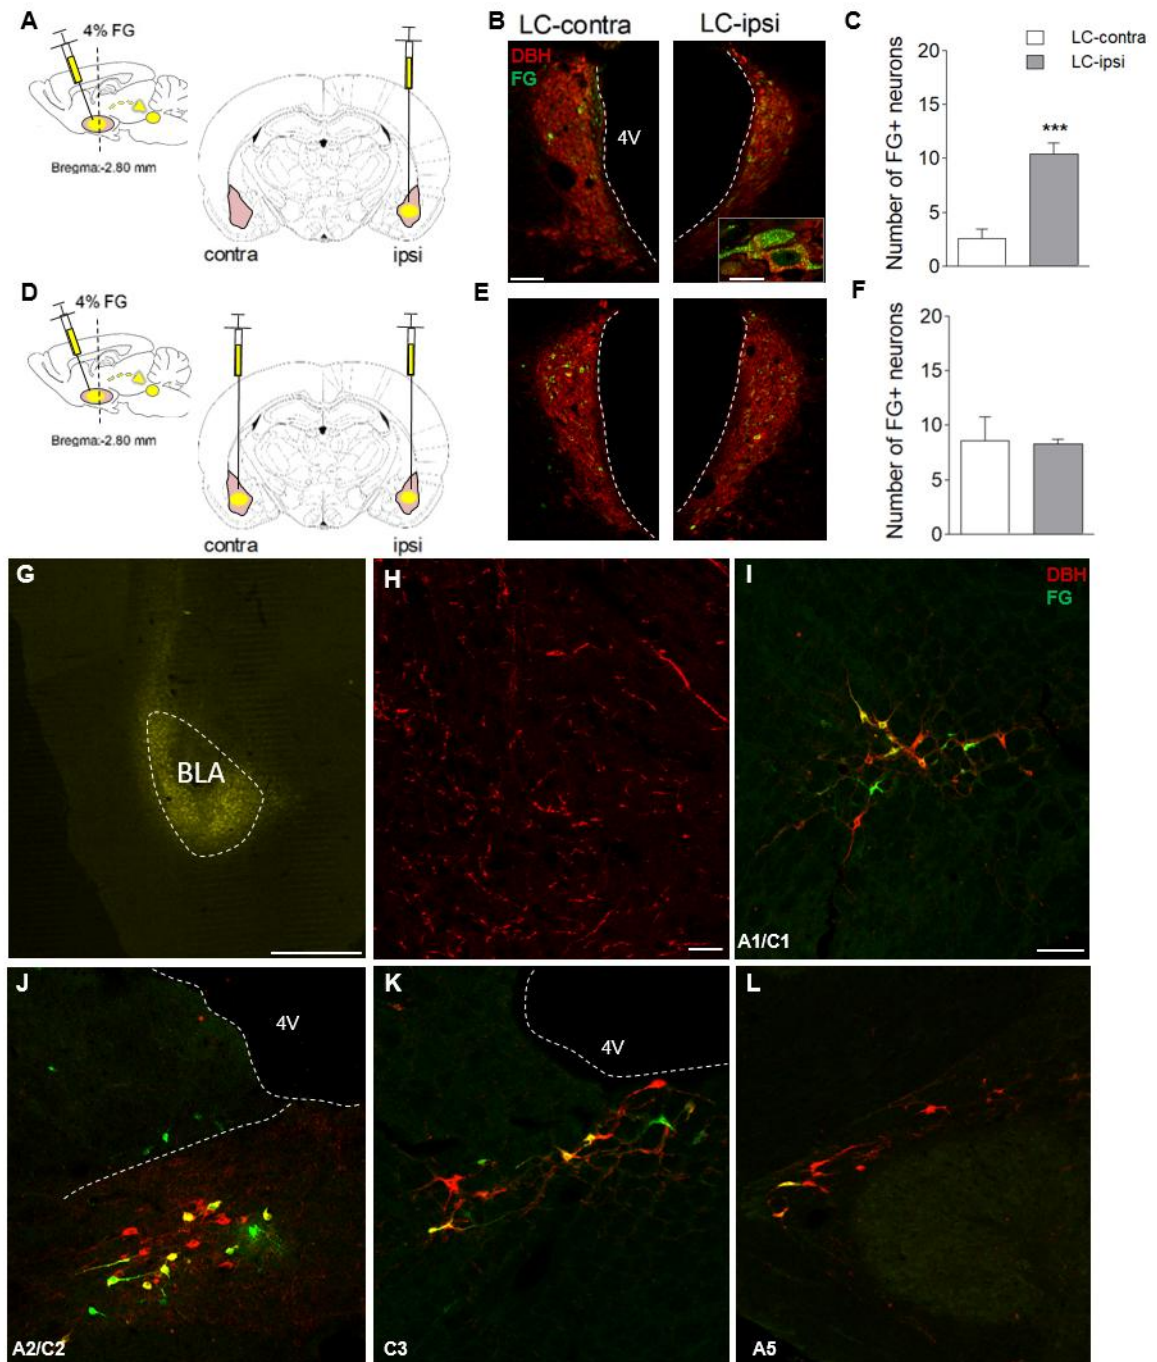 A
4% FG
Bregma:-2.80 mm
contra
ipsi
B
LC-contra
LC-ipsi
DBH
FG
4V
C
Number of FG+ neurons
20
15
10
5
0
***
LC-contra
LC-ipsi
D
4% FG
Bregma:-2.80 mm
contra
ipsi
E
F
Number of FG+ neurons
20
15
10
5
0
G
BLA
H
I
DBH
FG
A1/C1
J
4V
A2/C2
K
4V
C3
L
A5